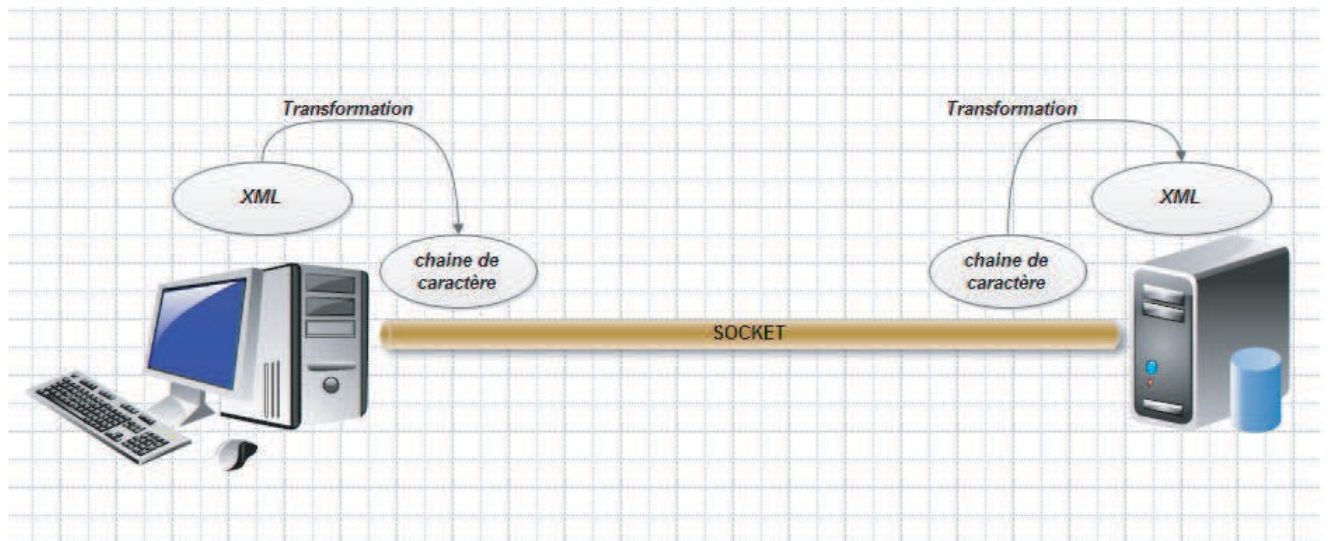 Transformation
Transformation
XML
XML
chaine de
caractère
chaine de
caractère
SOCKET